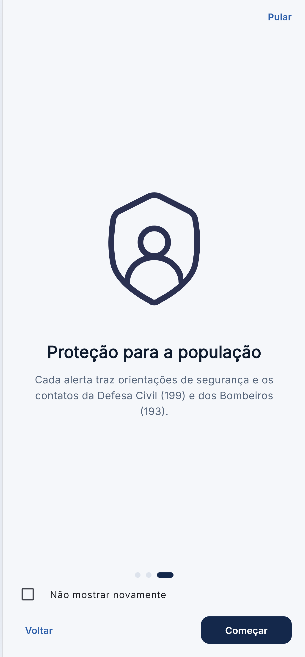 Pular
Proteção para a população
Cada alerta traz orientações de segurança e os
contatos da Defesa Civil (199) e dos Bombeiros
(193).
Não mostrar novamente
Voltar
Começar